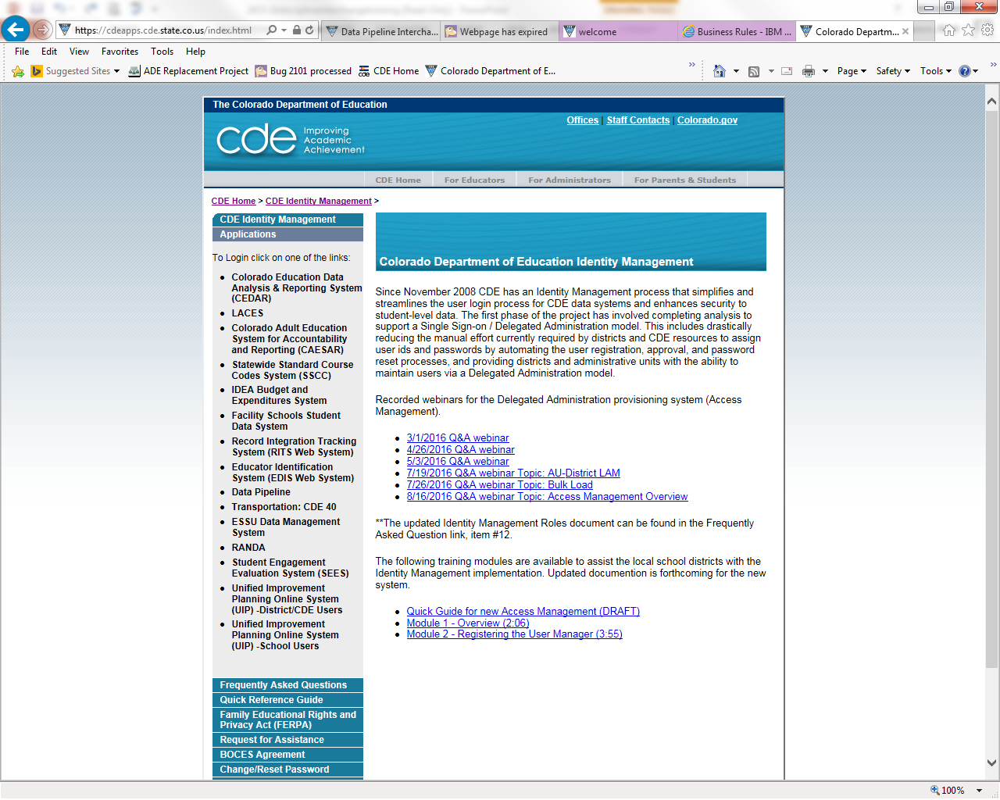 https://cdeapps.cde.state.co.us/index.html
Data Pipeline Intercha...
Webpage has expired
welcome
Business Rules - IBM ...
Colorado Departm...
File Edit View Favorites Tools Help
Suggested Sites
ADE Replacement Project
Bug 2101 processed
CDE Home
Colorado Department of E...
Page Safety Tools
The Colorado Department of Education
Offices | Staff Contacts | Colorado.gov
cde Improving
Academic
Achievement
CDE Home For Educators For Administrators For Parents & Students
CDE Home > CDE Identity Management >
CDE Identity Management
Applications
To Login click on one of the links:
Colorado Education Data
Analysis & Reporting System
(CEDAR)
LACES
Colorado Adult Education
System for Accountability
and Reporting (CAESAR)
Statewide Standard Course
Codes System (SSCC)
IDEA Budget and
Expenditures System
Facility Schools Student
Data System
Record Integration Tracking
System (RITS Web System)
Educator Identification
System (EDIS Web System)
Data Pipeline
Transportation: CDE 40
ESSU Data Management
System
RANDA
Student Engagement
Evaluation System (SEES)
Unified Improvement
Planning Online System
(UIP) -District/CDE Users
Unified Improvement
Planning Online System
(UIP) -School Users
Frequently Asked Questions
Quick Reference Guide
Family Educational Rights and
Privacy Act (FERPA)
Request for Assistance
BOCES Agreement
Change/Reset Password
Colorado Department of Education Identity Management
Since November 2008 CDE has an Identity Management process that simplifies and
streamlines the user login process for CDE data systems and enhances security to
student-level data. The first phase of the project has involved completing analysis to
support a Single Sign-on / Delegated Administration model. This includes drastically
reducing the manual effort currently required by districts and CDE resources to assign
user ids and passwords by automating the user registration, approval, and password
reset processes, and providing districts and administrative units with the ability to
maintain users via a Delegated Administration model.
Recorded webinars for the Delegated Administration provisioning system (Access
Management).
3/1/2016 Q&A webinar
4/26/2016 Q&A webinar
5/3/2016 Q&A webinar
7/19/2016 Q&A webinar Topic: AU-District LAM
7/26/2016 Q&A webinar Topic: Bulk Load
8/16/2016 Q&A webinar Topic: Access Management Overview
**The updated Identity Management Roles document can be found in the Frequently
Asked Question link, item #12.
The following training modules are available to assist the local school districts with the
Identity Management implementation. Updated documention is forthcoming for the new
system.
Quick Guide for new Access Management (DRAFT)
Module 1 - Overview (2:06)
Module 2 - Registering the User Manager (3:55)
100%